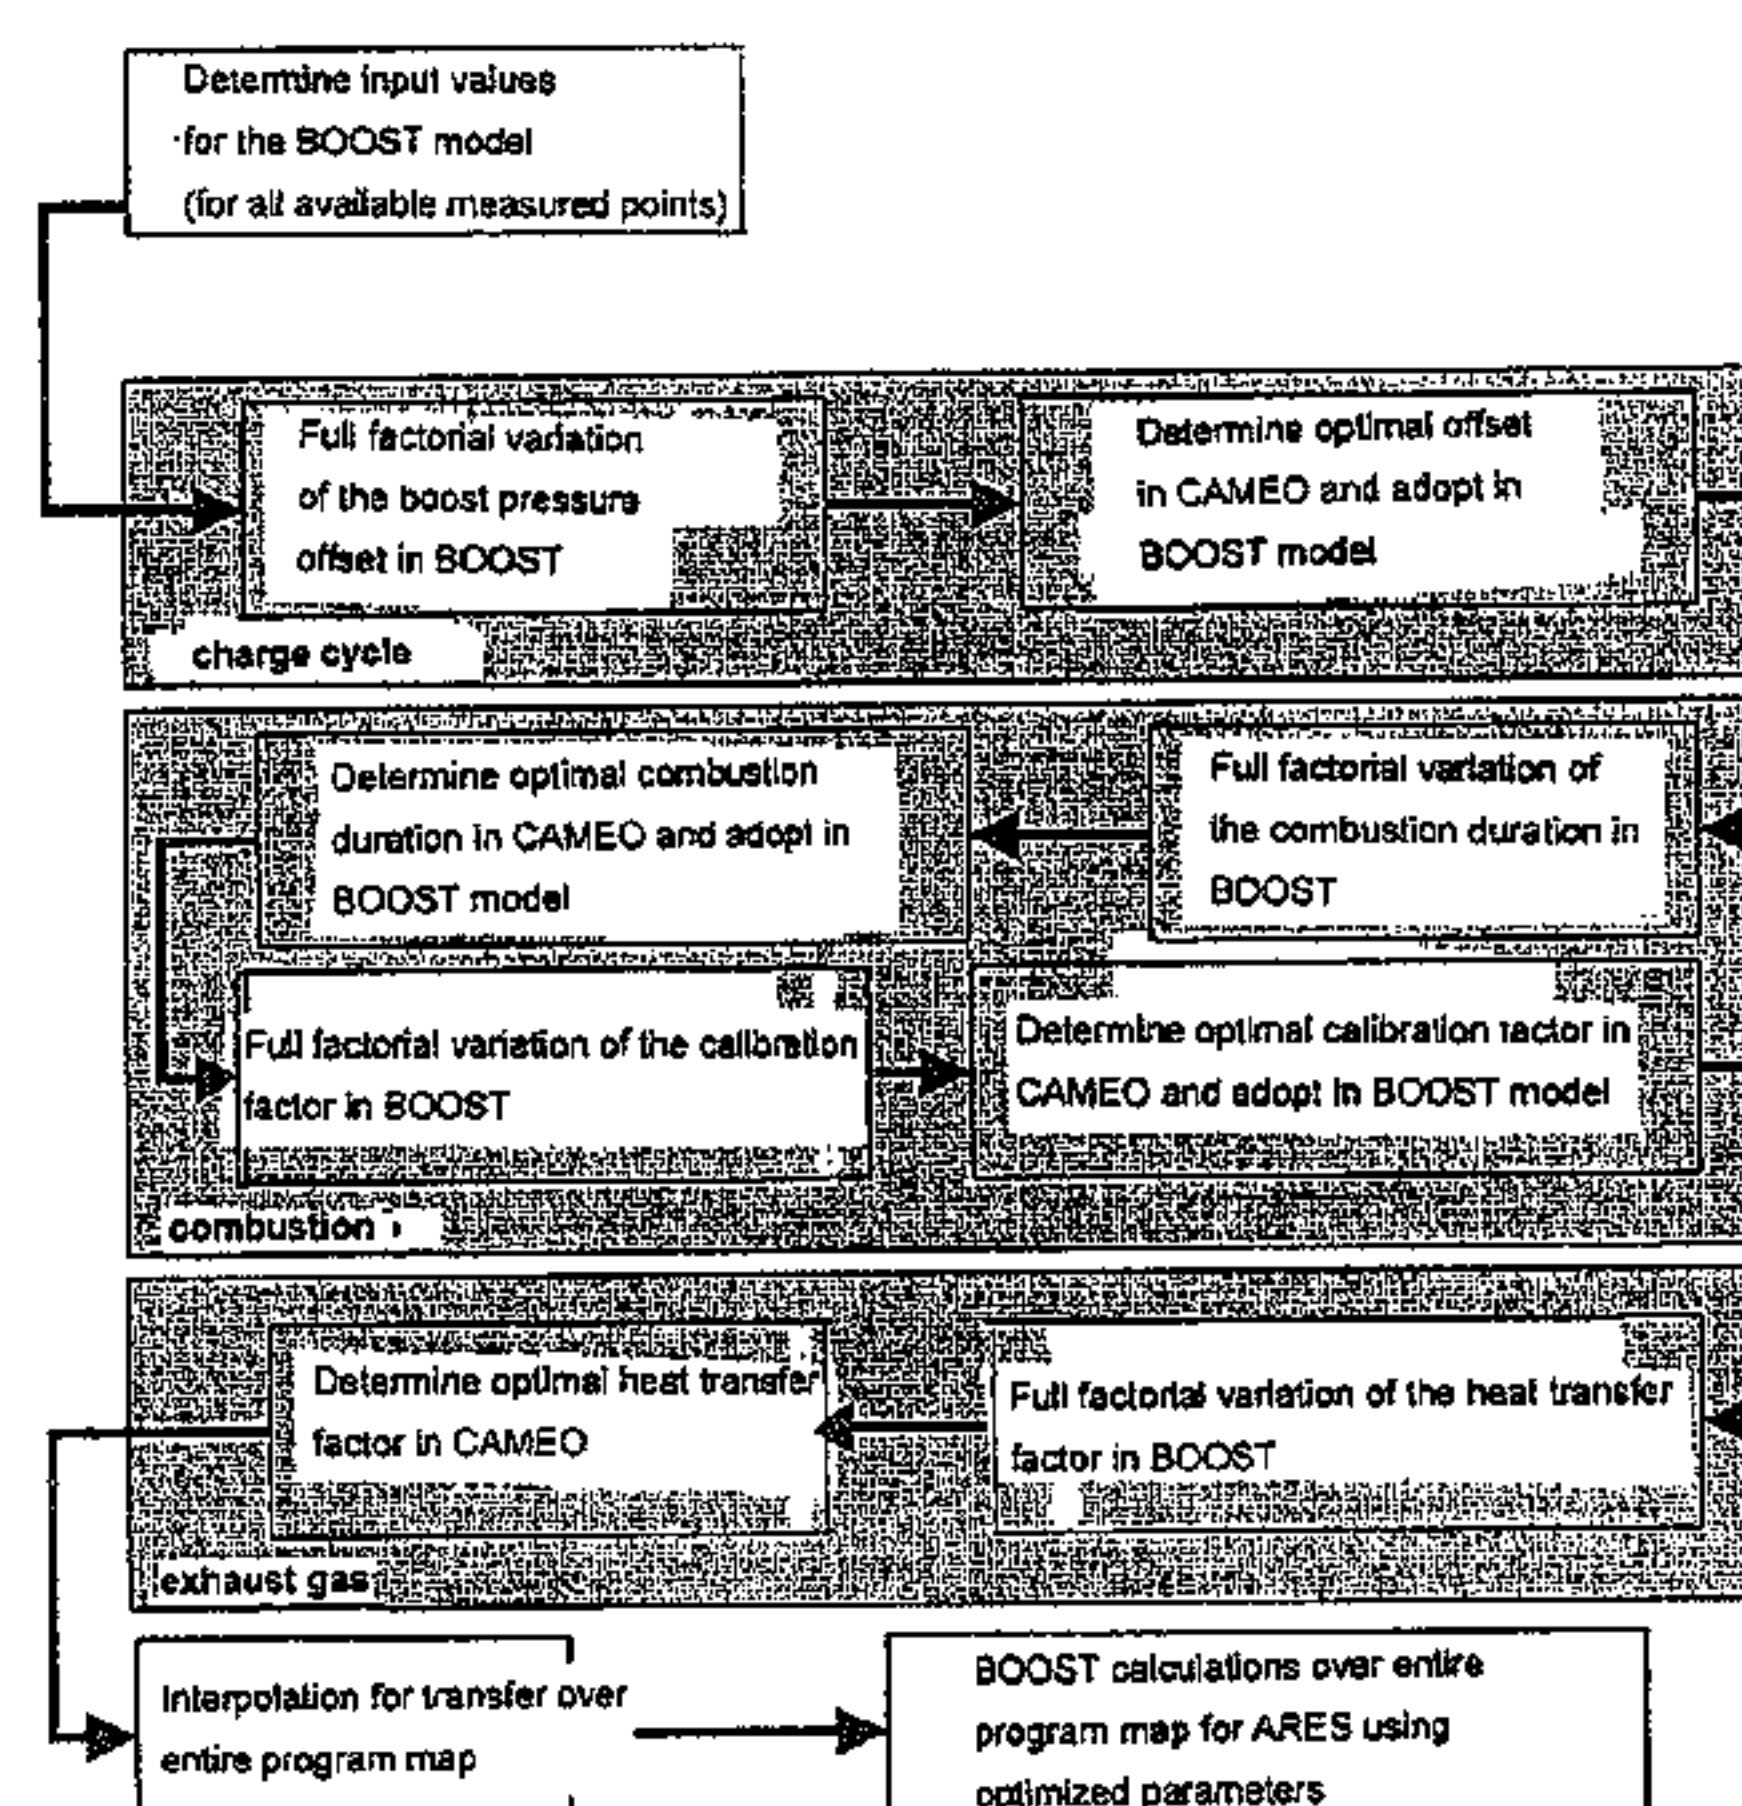 Determine input values
for the BOOST model
(for all available measured points)
Full factorial variation
of the boost pressure
offset in BOOST
Determine optimal offset
in CAMEO and adopt in
BOOST model
charge cycle
Determine optimal combustion
duration in CAMEO and adopt in
BOOST model
Full factorial variation of
the combustion duration in
BOOST
Full factorial variation of the calibration
factor in BOOST
Determine optimal calibration factor in
CAMEO and adopt in BOOST model
combustion
Determine optimal heat transfer
factor in CAMEO
Full factorial variation of the heat transfer
factor in BOOST
exhaust gas
Interpolation for transfer over
entire program map
BOOST calculations over entire
program map for ARES using
optimized parameters